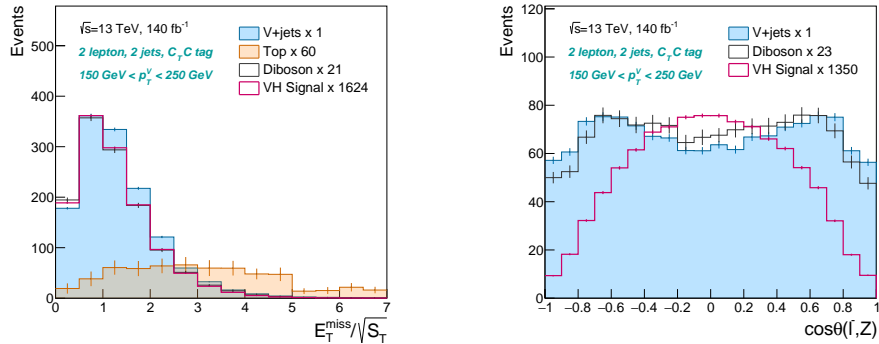 Events
500
400
300
200
100
0
√s=13 TeV, 140 fb⁻¹
2 lepton, 2 jets, C_T C tag
150 GeV < p_T^V < 250 GeV
V+jets x 1
Top x 60
Diboson x 21
VH Signal x 1624
0 1 2 3 4 5 6 7
E_T^miss/√S_T
Events
120
100
80
60
40
20
0
√s=13 TeV, 140 fb⁻¹
2 lepton, 2 jets, C_T C tag
150 GeV < p_T^V < 250 GeV
V+jets x 1
Diboson x 23
VH Signal x 1350
−1 −0.8 −0.6 −0.4 −0.2 0 0.2 0.4 0.6 0.8 1
cosθ(l⁻,Z)